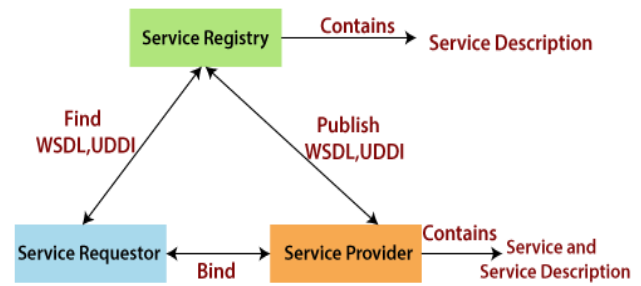 Service Registry
Contains
Service Description
Find
WSDL,UDDI
Publish
WSDL,UDDI
Service Requestor
Bind
Service Provider
Contains
Service and
Service Description